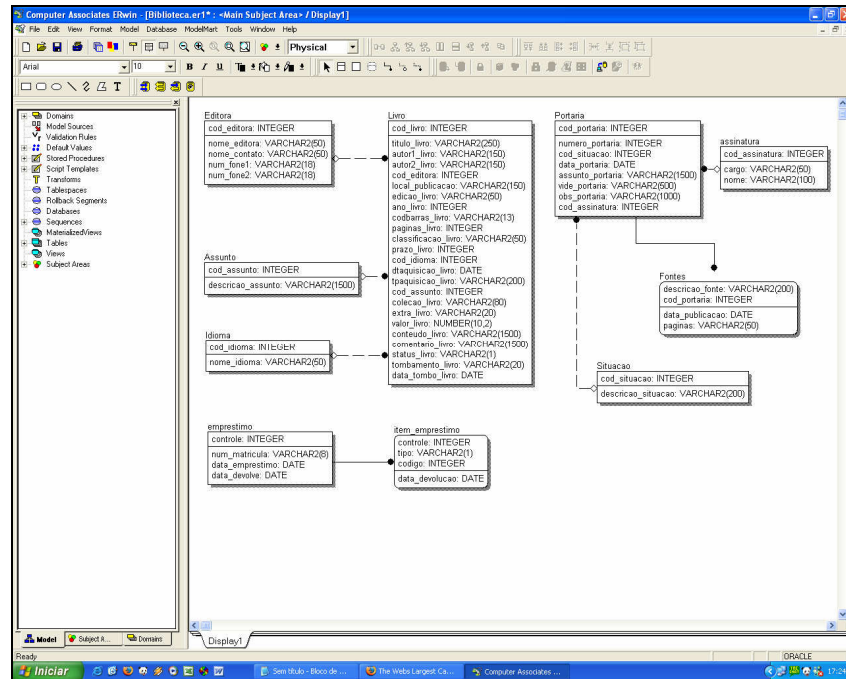 Computer Associates ERwin - [Biblioteca.er1* : <Main Subject Area> / Display1]
File Edit View Format Model Database ModelMart Tools Window Help
Physical
Arial 10 B I U T
T
Domains
Model Sources
Validation Rules
Default Values
Stored Procedures
Script Templates
Transforms
Tablespaces
Rollback Segments
Databases
Sequences
MaterializedViews
Tables
Views
Subject Areas
Editora
cod_editora: INTEGER
nome_editora: VARCHAR2(50)
nome_contato: VARCHAR2(50)
num_fone1: VARCHAR2(18)
num_fone2: VARCHAR2(18)
Assunto
cod_assunto: INTEGER
descricao_assunto: VARCHAR2(1500)
Idioma
cod_idioma: INTEGER
nome_idioma: VARCHAR2(50)
Livro
cod_livro: INTEGER
titulo_livro: VARCHAR2(250)
autor1_livro: VARCHAR2(150)
autor2_livro: VARCHAR2(150)
cod_editora: INTEGER
local_publicacao: VARCHAR2(150)
edicao_livro: VARCHAR2(50)
ano_livro: INTEGER
codbarras_livro: VARCHAR2(13)
paginas_livro: INTEGER
classificacao_livro: VARCHAR2(50)
prazo_livro: INTEGER
cod_idioma: INTEGER
dtaquisicao_livro: DATE
tpaquisicao_livro: VARCHAR2(200)
cod_assunto: INTEGER
colecao_livro: VARCHAR2(80)
extra_livro: VARCHAR2(20)
valor_livro: NUMBER(10,2)
conteudo_livro: VARCHAR2(1500)
comentario_livro: VARCHAR2(1500)
status_livro: VARCHAR2(1)
tombamento_livro: VARCHAR2(20)
data_tombo_livro: DATE
Portaria
cod_portaria: INTEGER
numero_portaria: INTEGER
cod_situacao: INTEGER
data_portaria: DATE
assunto_portaria: VARCHAR2(1500)
vide_portaria: VARCHAR2(500)
obs_portaria: VARCHAR2(1000)
cod_assinatura: INTEGER
assinatura
cod_assinatura: INTEGER
cargo: VARCHAR2(50)
nome: VARCHAR2(100)
Fontes
descricao_fonte: VARCHAR2(200)
cod_portaria: INTEGER
data_publicacao: DATE
paginas: VARCHAR2(50)
Situacao
cod_situacao: INTEGER
descricao_situacao: VARCHAR2(200)
emprestimo
controle: INTEGER
num_matricula: VARCHAR2(8)
data_emprestimo: DATE
data_devolve: DATE
item_emprestimo
controle: INTEGER
tipo: VARCHAR2(1)
codigo: INTEGER
data_devolucao: DATE
Model Subject A... Domains
Display1
Ready ORACLE
Iniciar Sem título - Bloco de ... The Webs Largest Ca... Computer Associates ... 17:24